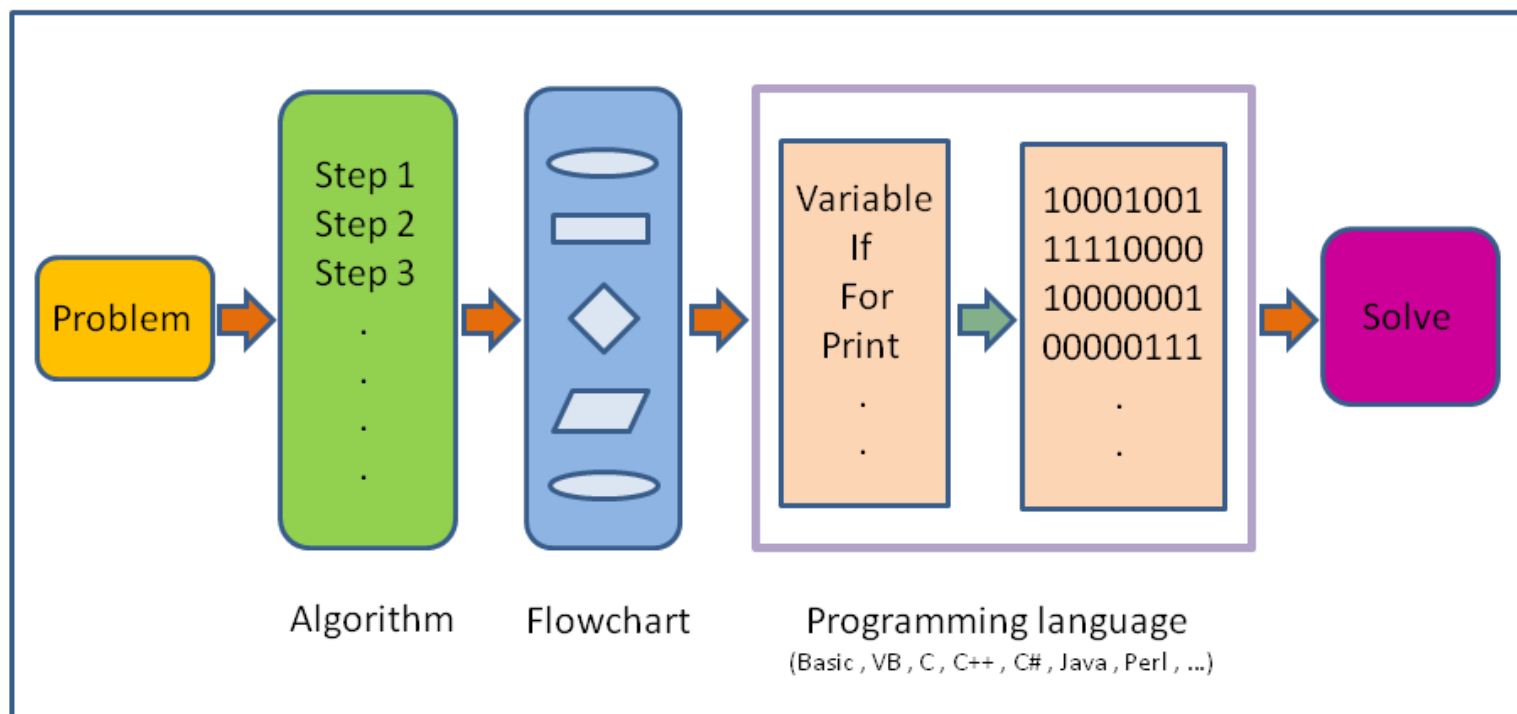 Problem
Step 1
Step 2
Step 3
.
.
.
.
Algorithm
Flowchart
Variable
If
For
Print
.
.
10001001
11110000
10000001
00000111
.
.
Programming language
(Basic , VB , C , C++ , C# , Java , Perl , ...)
Solve